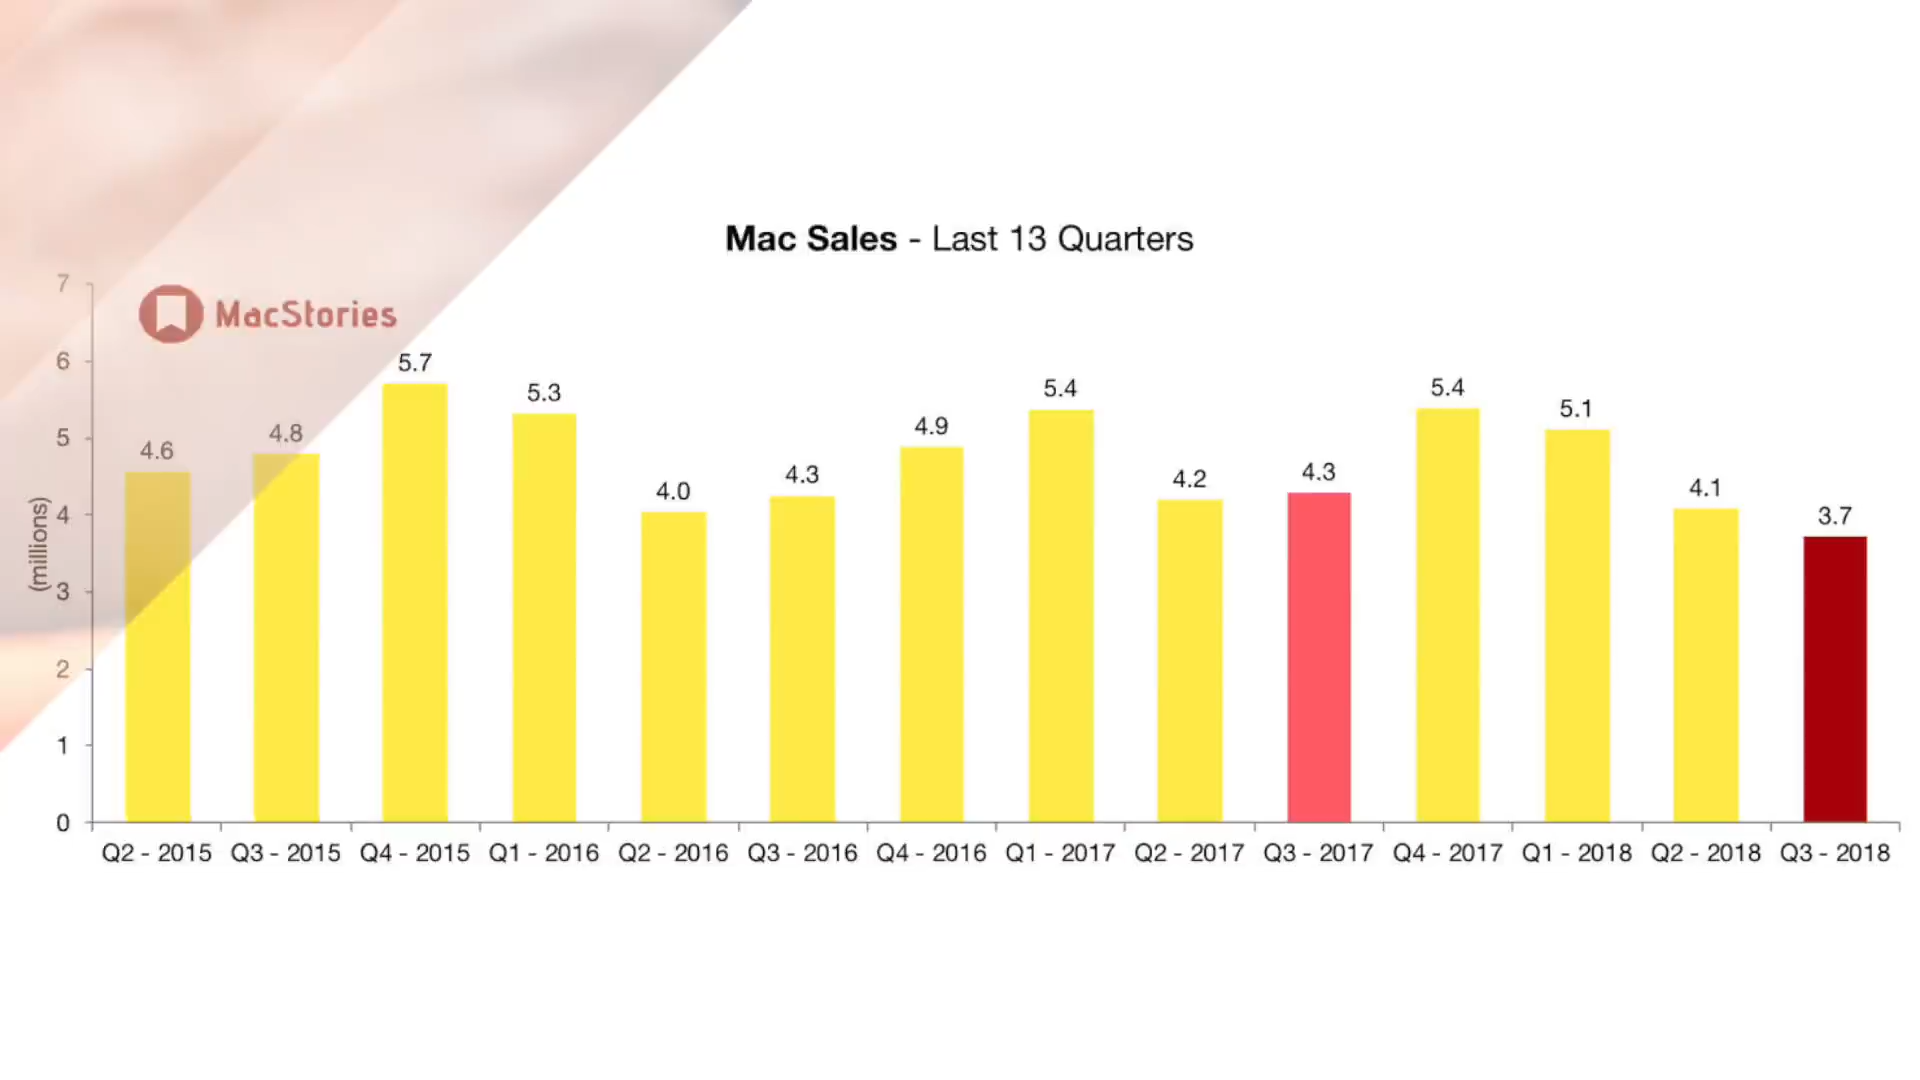 Mac Sales - Last 13 Quarters
MacStories
(millions)
7
6
5
4
3
2
1
0
4.6
4.8
5.7
5.3
4.0
4.3
4.9
5.4
4.2
4.3
5.4
5.1
4.1
3.7
Q2 - 2015
Q3 - 2015
Q4 - 2015
Q1 - 2016
Q2 - 2016
Q3 - 2016
Q4 - 2016
Q1 - 2017
Q2 - 2017
Q3 - 2017
Q4 - 2017
Q1 - 2018
Q2 - 2018
Q3 - 2018